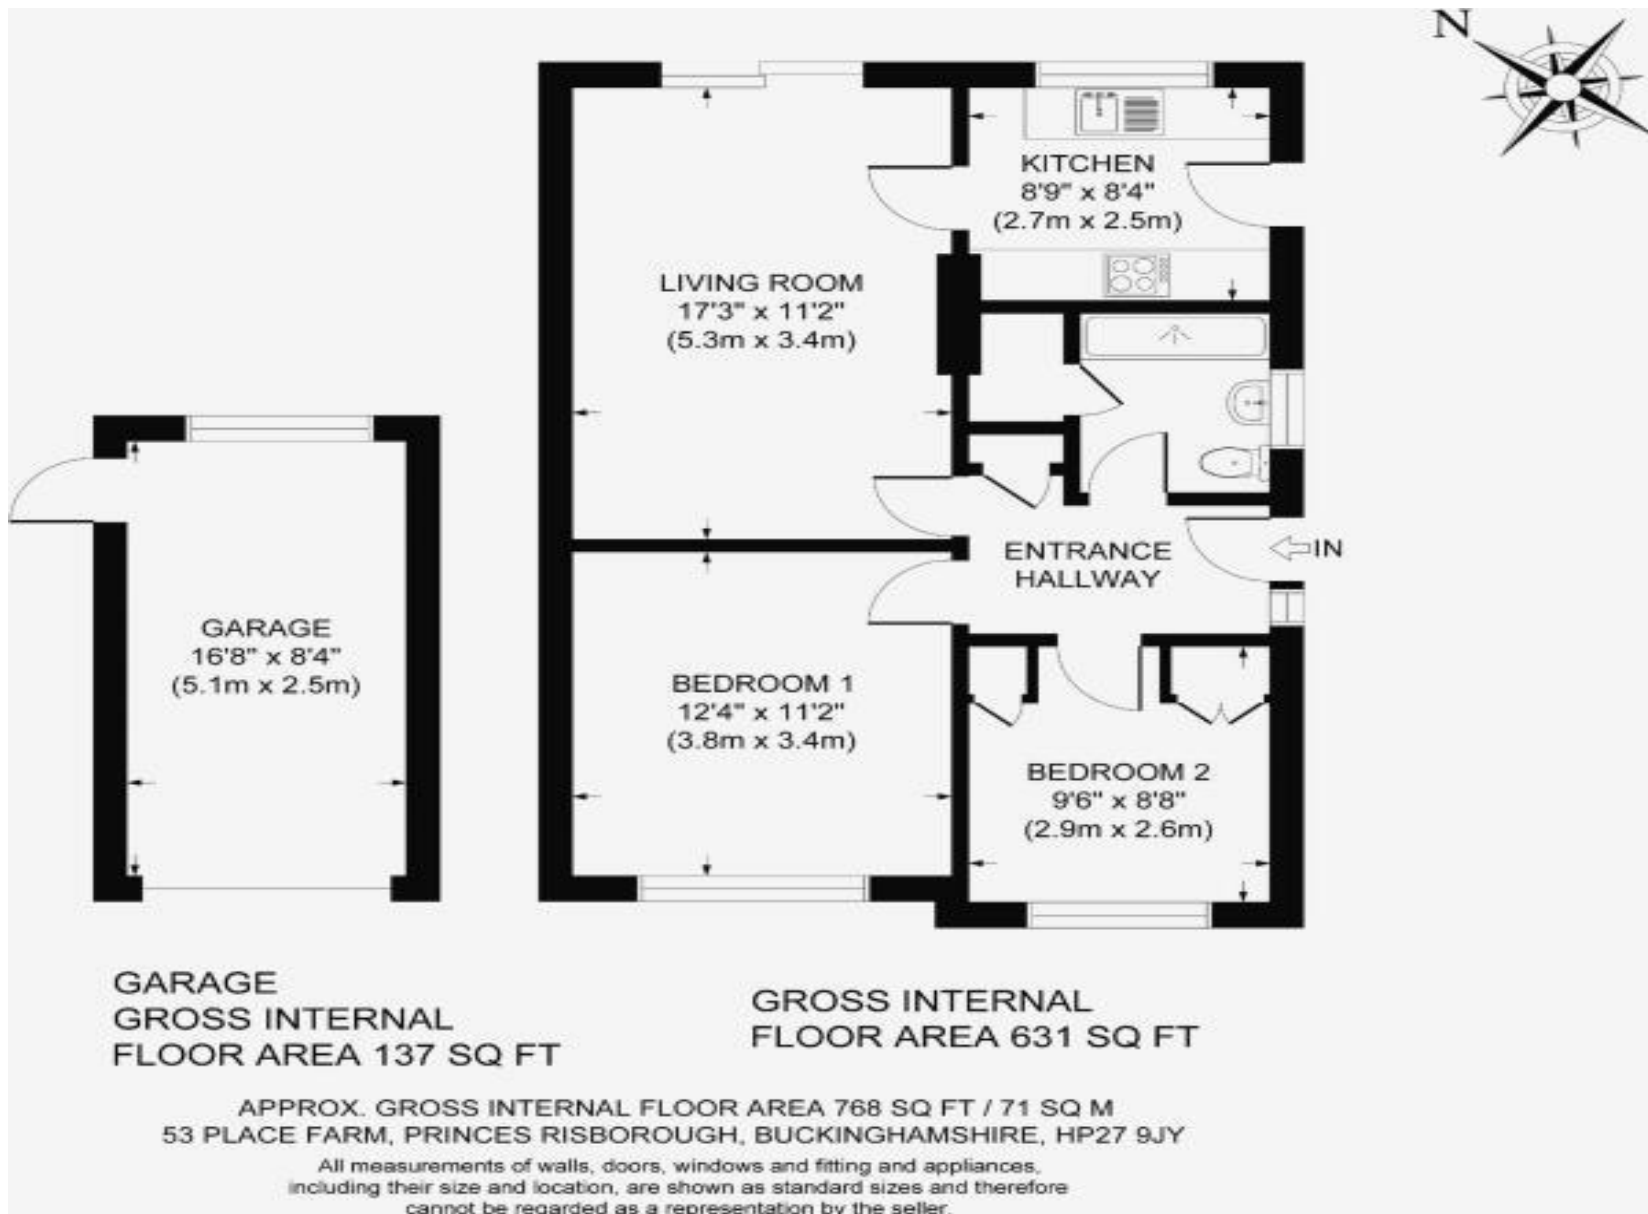 N
KITCHEN
8'9" x 8'4"
(2.7m x 2.5m)
LIVING ROOM
17'3" x 11'2"
(5.3m x 3.4m)
ENTRANCE
HALLWAY
IN
GARAGE
16'8" x 8'4"
(5.1m x 2.5m)
BEDROOM 1
12'4" x 11'2"
(3.8m x 3.4m)
BEDROOM 2
9'6" x 8'8"
(2.9m x 2.6m)
GARAGE
GROSS INTERNAL
FLOOR AREA 137 SQ FT
GROSS INTERNAL
FLOOR AREA 631 SQ FT
APPROX. GROSS INTERNAL FLOOR AREA 768 SQ FT / 71 SQ M
53 PLACE FARM, PRINCES RISBOROUGH, BUCKINGHAMSHIRE, HP27 9JY
All measurements of walls, doors, windows and fitting and appliances,
including their size and location, are shown as standard sizes and therefore
cannot be regarded as a representation by the seller.